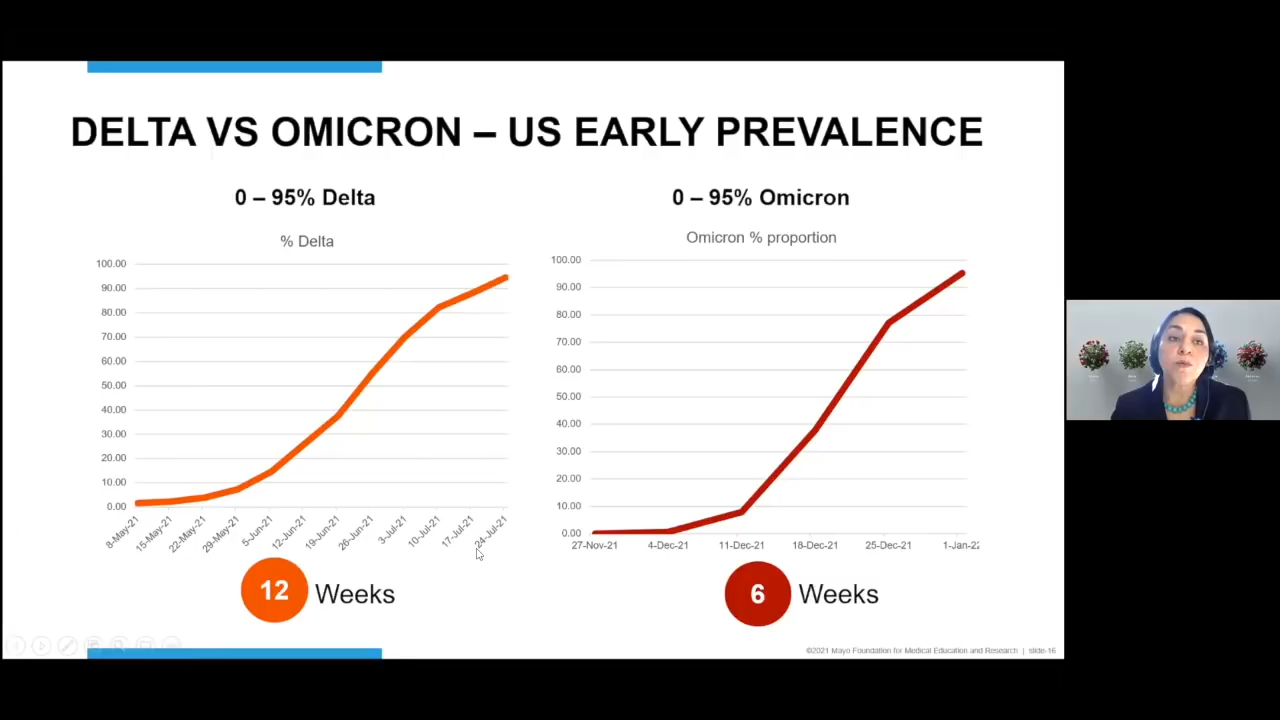 DELTA VS OMICRON – US EARLY PREVALENCE
0 – 95% Delta
% Delta
100.00
90.00
80.00
70.00
60.00
50.00
40.00
30.00
20.00
10.00
0.00
8-May-21
15-May-21
22-May-21
29-May-21
5-Jun-21
12-Jun-21
19-Jun-21
26-Jun-21
3-Jul-21
10-Jul-21
17-Jul-21
24-Jul-21
12 Weeks
0 – 95% Omicron
Omicron % proportion
100.00
90.00
80.00
70.00
60.00
50.00
40.00
30.00
20.00
10.00
0.00
27-Nov-21
4-Dec-21
11-Dec-21
18-Dec-21
25-Dec-21
1-Jan-22
6 Weeks
©2021 Mayo Foundation for Medical Education and Research | slide-16